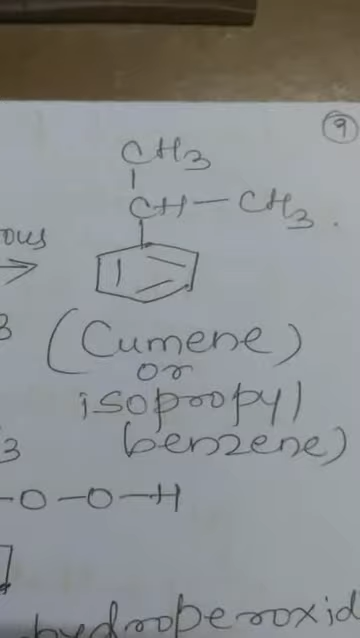 9
CH3
CH—CH3.
ous
3
(Cumene)
or
isopropyl
benzene)
3
—O—O—H
]
hydroperoxid